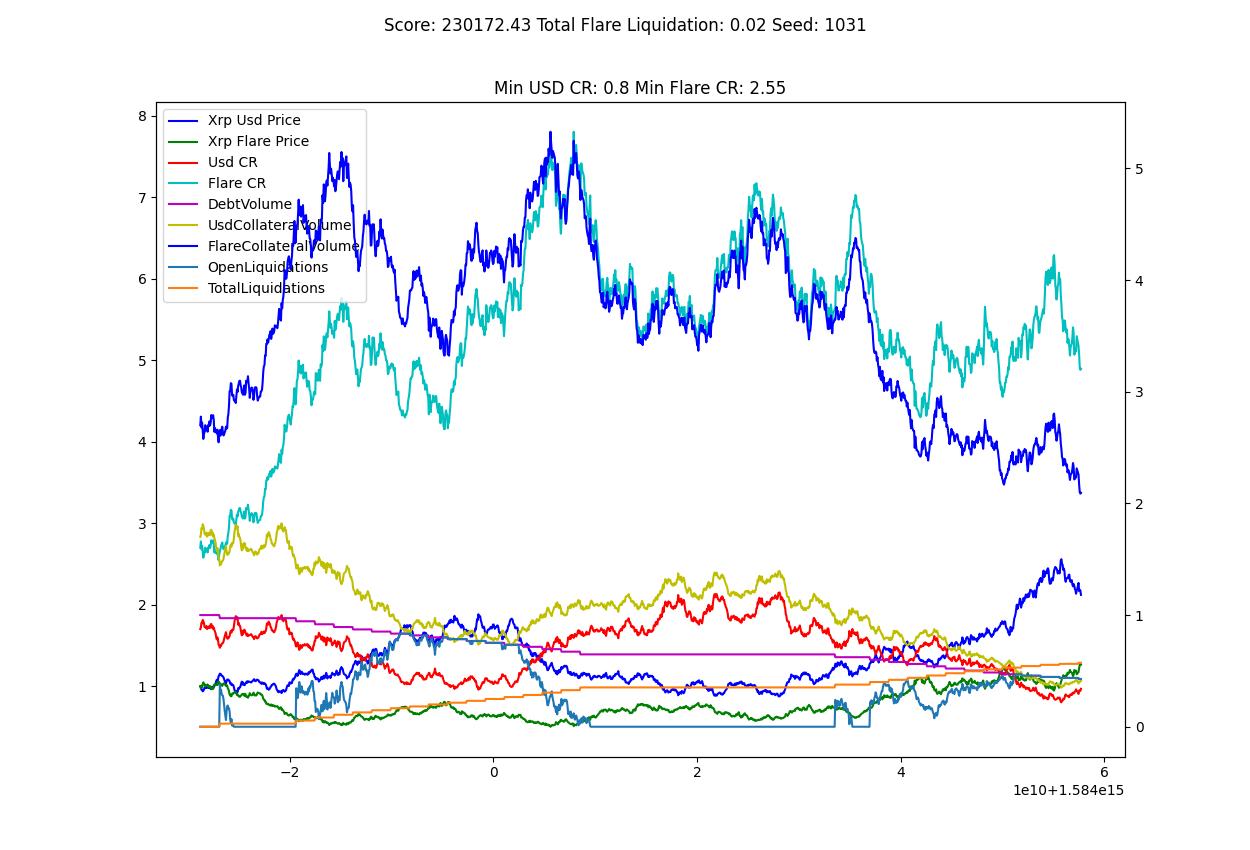 Score: 230172.43 Total Flare Liquidation: 0.02 Seed: 1031
Min USD CR: 0.8 Min Flare CR: 2.55
8
7
6
5
4
3
2
1
Xrp Usd Price
Xrp Flare Price
Usd CR
Flare CR
DebtVolume
UsdCollateralVolume
FlareCollateralVolume
OpenLiquidations
TotalLiquidations
5
4
3
2
1
0
−2
0
2
4
6
1e10+1.584e15